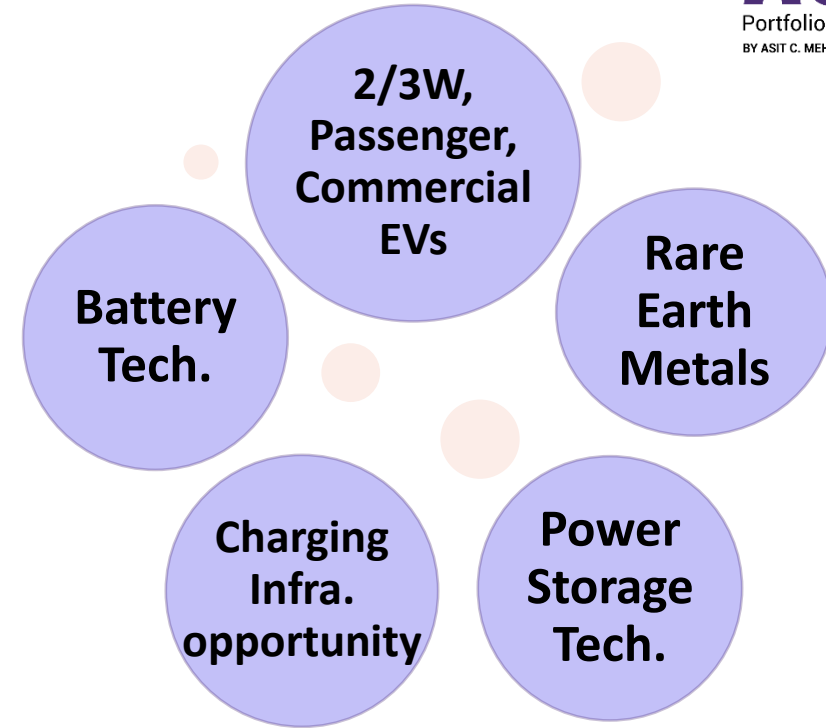 Portfolio
BY ASIT C.
2/3W,
Passenger,
Commercial
EVs
Rare
Earth
Metals
Battery
Tech.
Charging
Infra.
opportunity
Power
Storage
Tech.